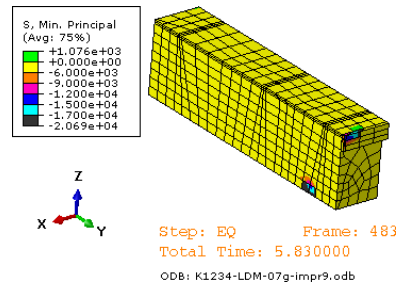 S, Min. Principal
(Avg: 75%)
+1.076e+03
+0.000e+00
-6.000e+03
-9.000e+03
-1.200e+04
-1.500e+04
-1.700e+04
-2.069e+04
Z
X
Y
Step: EQ Frame: 483
Total Time: 5.830000
ODB: K1234-LDM-07g-impr9.odb